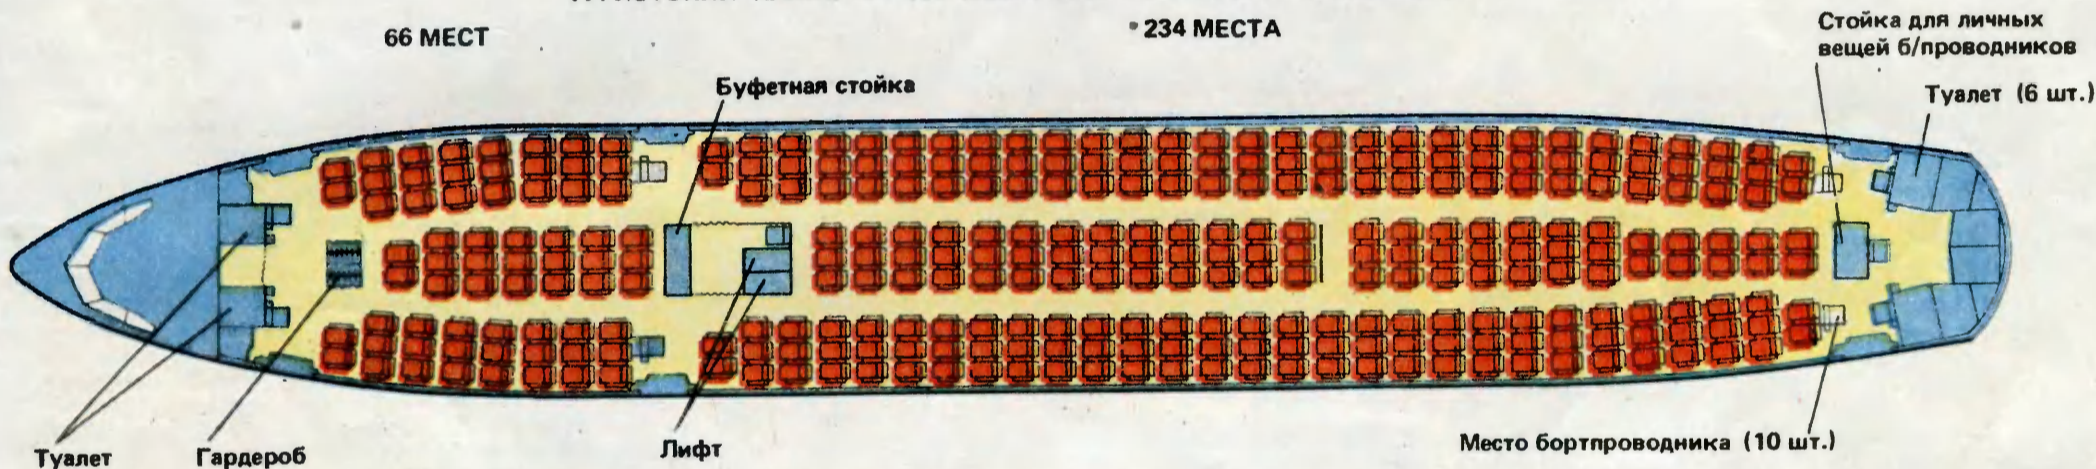 66 МЕСТ
234 МЕСТА
Стойка для личных
вещей б/проводников
Буфетная стойка
Туалет (6 шт.)
Туалет
Гардероб
Лифт
Место бортпроводника (10 шт.)